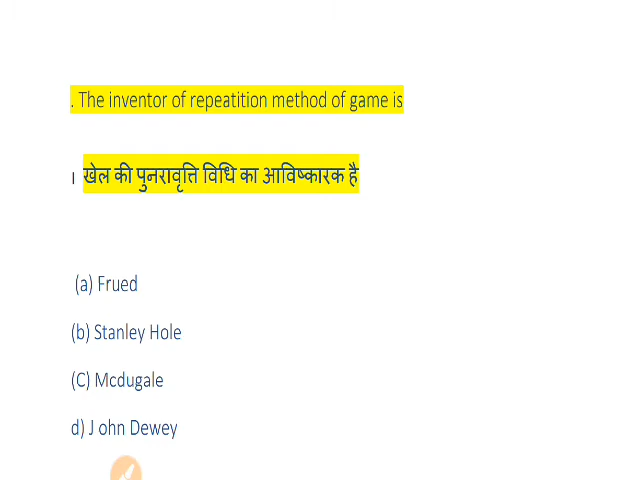 . The inventor of repeatition method of game is
। खेल की पुनरावृत्ति विधि का आविष्कारक है
(a) Frued
(b) Stanley Hole
(C) Mcdugale
d) J ohn Dewey